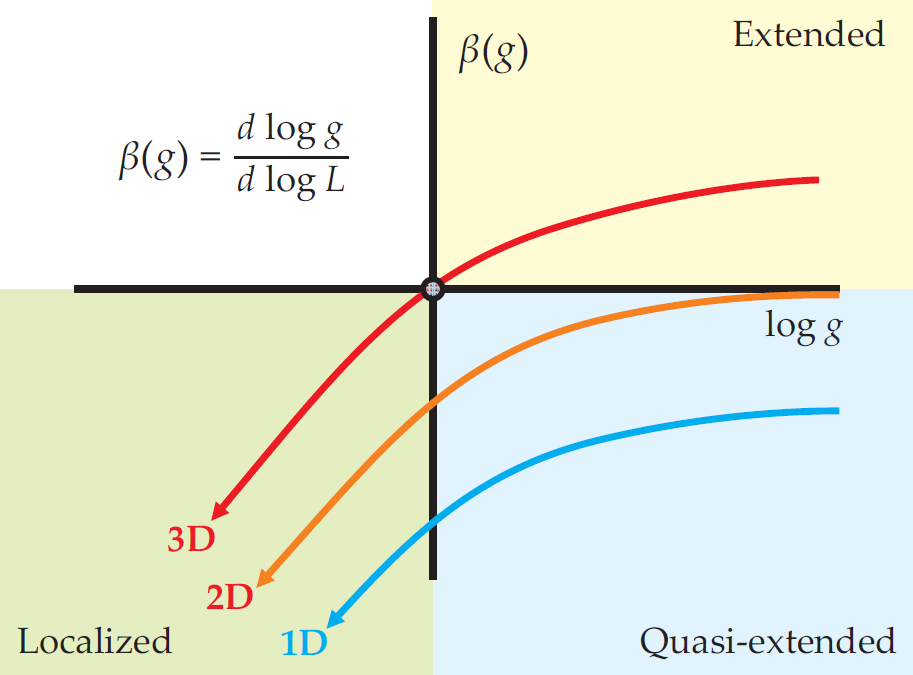 Extended
β(g)
β(g) = d log g / d log L
log g
3D
2D
1D
Localized
Quasi-extended